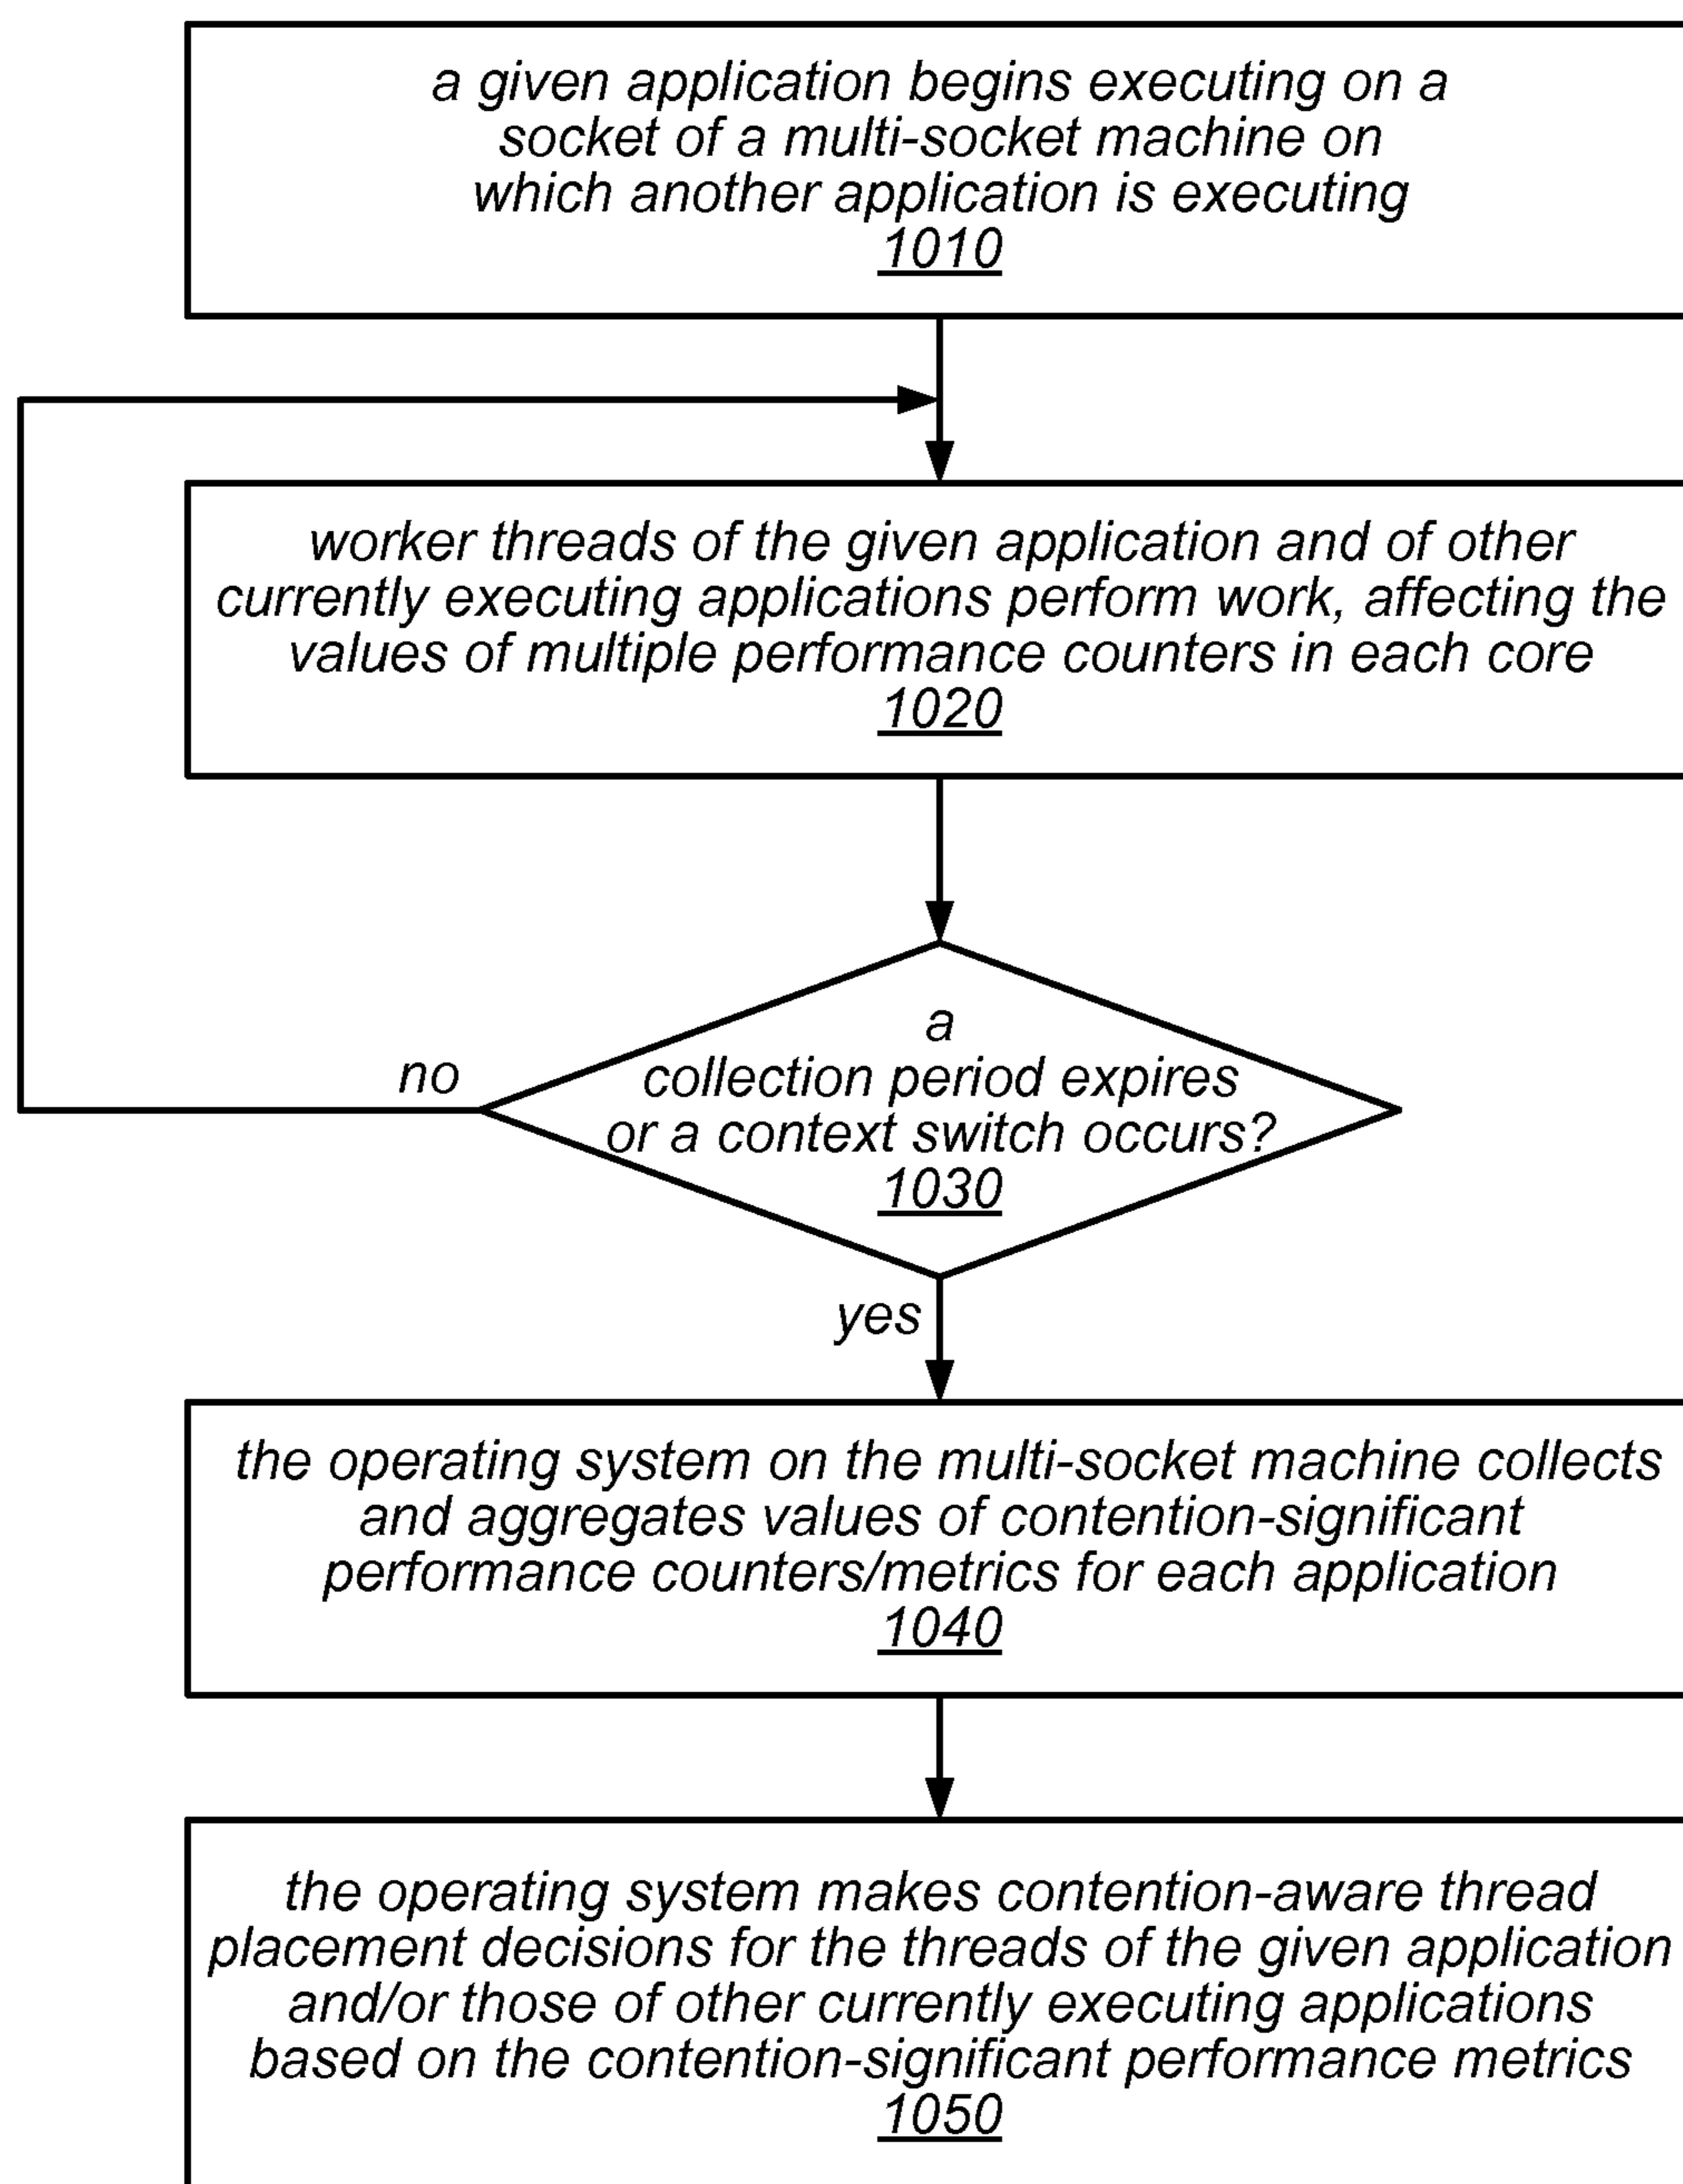 a given application begins executing on a
socket of a multi-socket machine on
which another application is executing
1010
worker threads of the given application and of other
currently executing applications perform work, affecting the
values of multiple performance counters in each core
1020
a
collection period expires
or a context switch occurs?
1030
no
yes
the operating system on the multi-socket machine collects
and aggregates values of contention-significant
performance counters/metrics for each application
1040
the operating system makes contention-aware thread
placement decisions for the threads of the given application
and/or those of other currently executing applications
based on the contention-significant performance metrics
1050